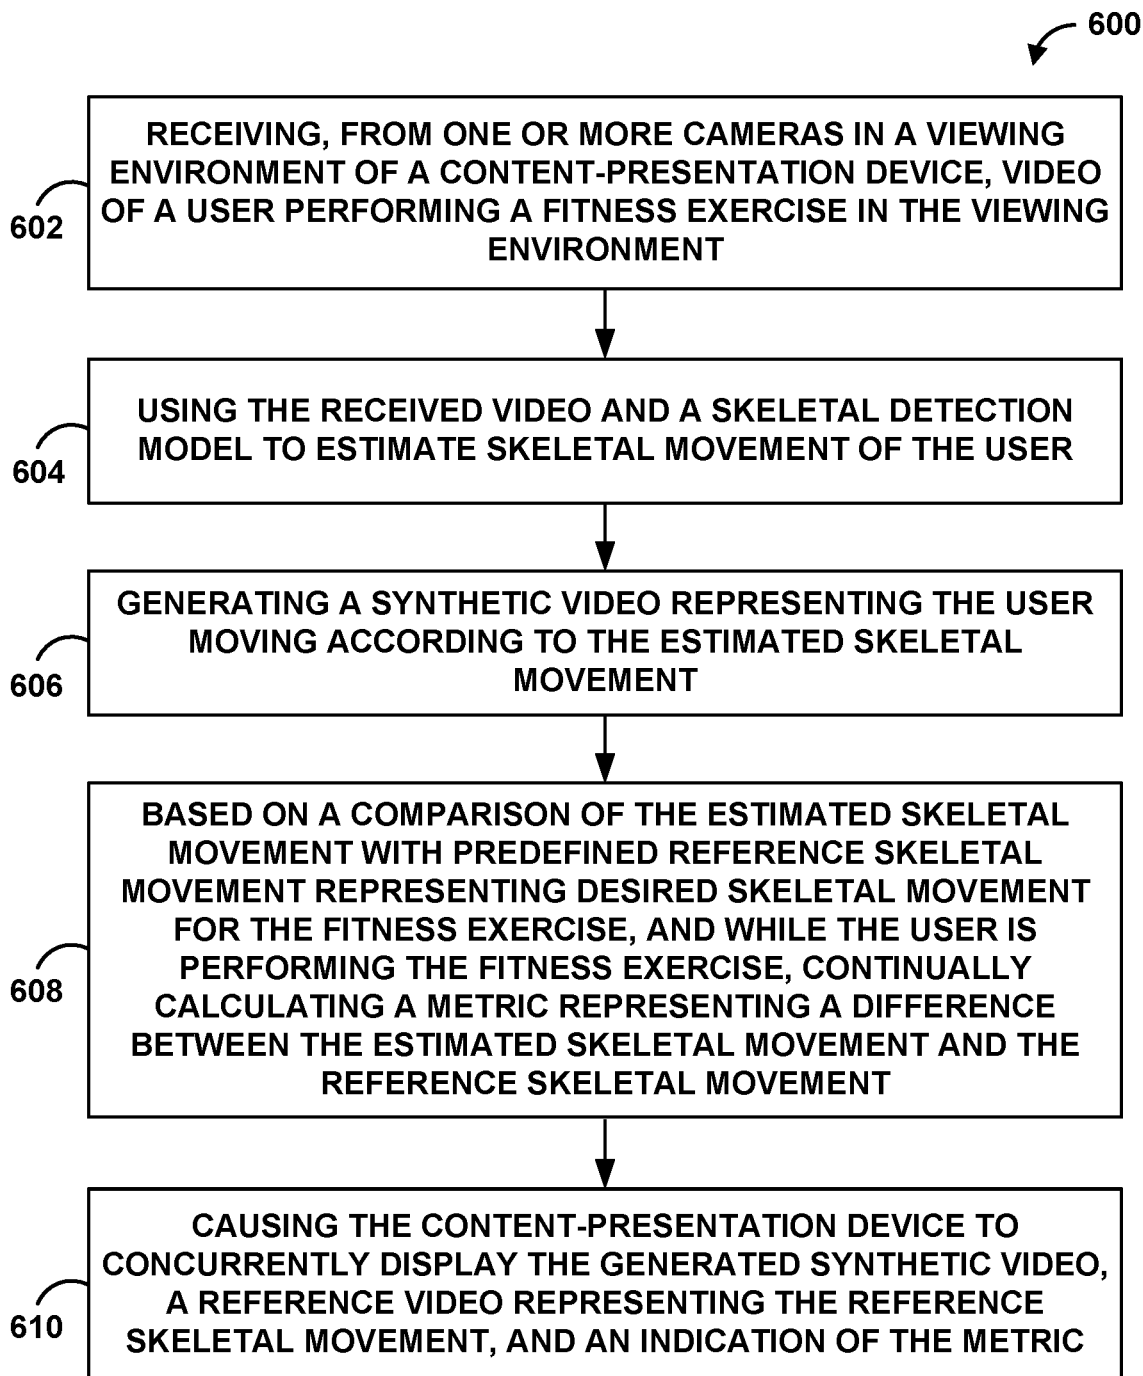 600
RECEIVING, FROM ONE OR MORE CAMERAS IN A VIEWING
ENVIRONMENT OF A CONTENT-PRESENTATION DEVICE, VIDEO
OF A USER PERFORMING A FITNESS EXERCISE IN THE VIEWING
ENVIRONMENT
602
USING THE RECEIVED VIDEO AND A SKELETAL DETECTION
MODEL TO ESTIMATE SKELETAL MOVEMENT OF THE USER
604
GENERATING A SYNTHETIC VIDEO REPRESENTING THE USER
MOVING ACCORDING TO THE ESTIMATED SKELETAL
MOVEMENT
606
BASED ON A COMPARISON OF THE ESTIMATED SKELETAL
MOVEMENT WITH PREDEFINED REFERENCE SKELETAL
MOVEMENT REPRESENTING DESIRED SKELETAL MOVEMENT
FOR THE FITNESS EXERCISE, AND WHILE THE USER IS
PERFORMING THE FITNESS EXERCISE, CONTINUALLY
CALCULATING A METRIC REPRESENTING A DIFFERENCE
BETWEEN THE ESTIMATED SKELETAL MOVEMENT AND THE
REFERENCE SKELETAL MOVEMENT
608
CAUSING THE CONTENT-PRESENTATION DEVICE TO
CONCURRENTLY DISPLAY THE GENERATED SYNTHETIC VIDEO,
A REFERENCE VIDEO REPRESENTING THE REFERENCE
SKELETAL MOVEMENT, AND AN INDICATION OF THE METRIC
610